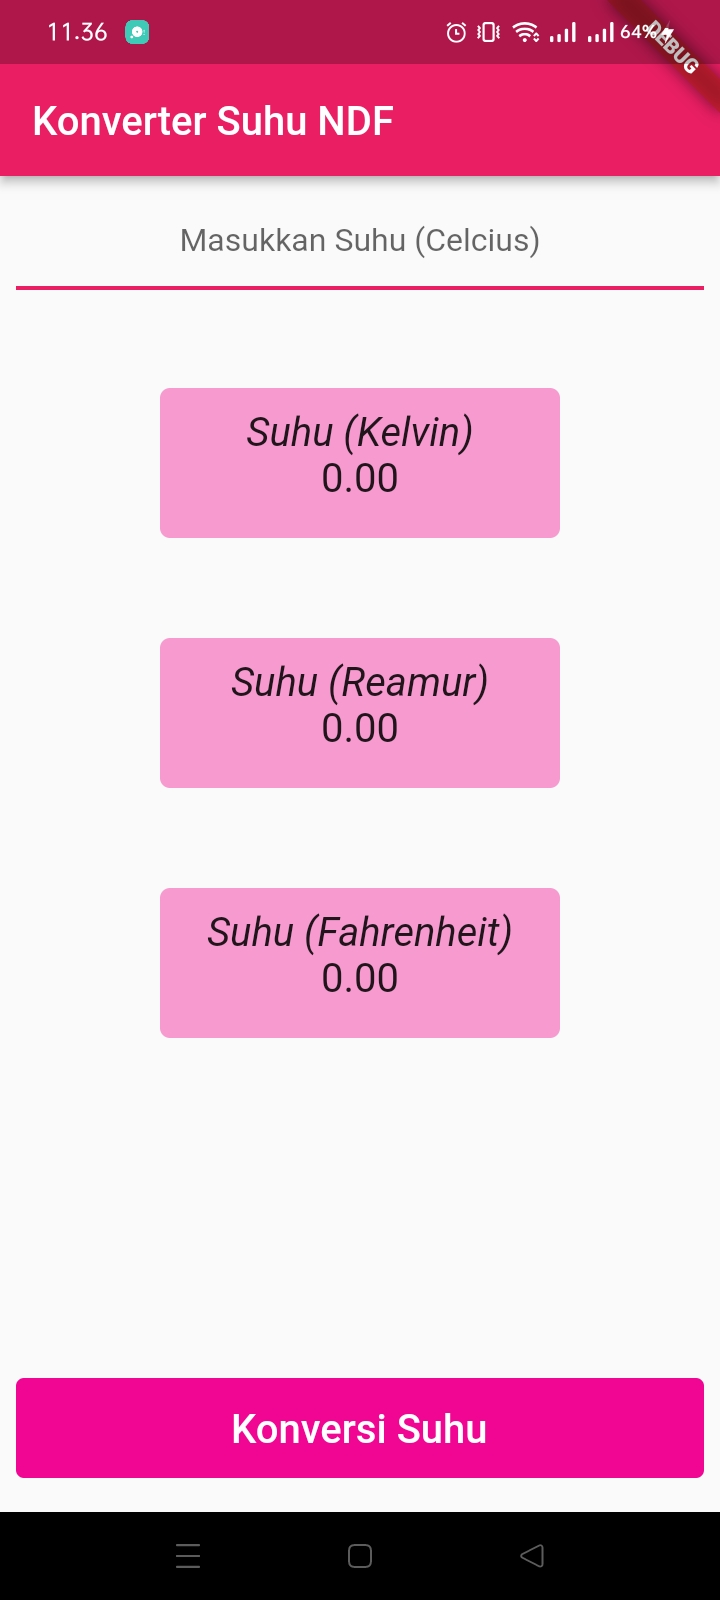 11.36
64%
DEBUG
Konverter Suhu NDF
Masukkan Suhu (Celcius)
Suhu (Kelvin)
0.00
Suhu (Reamur)
0.00
Suhu (Fahrenheit)
0.00
Konversi Suhu